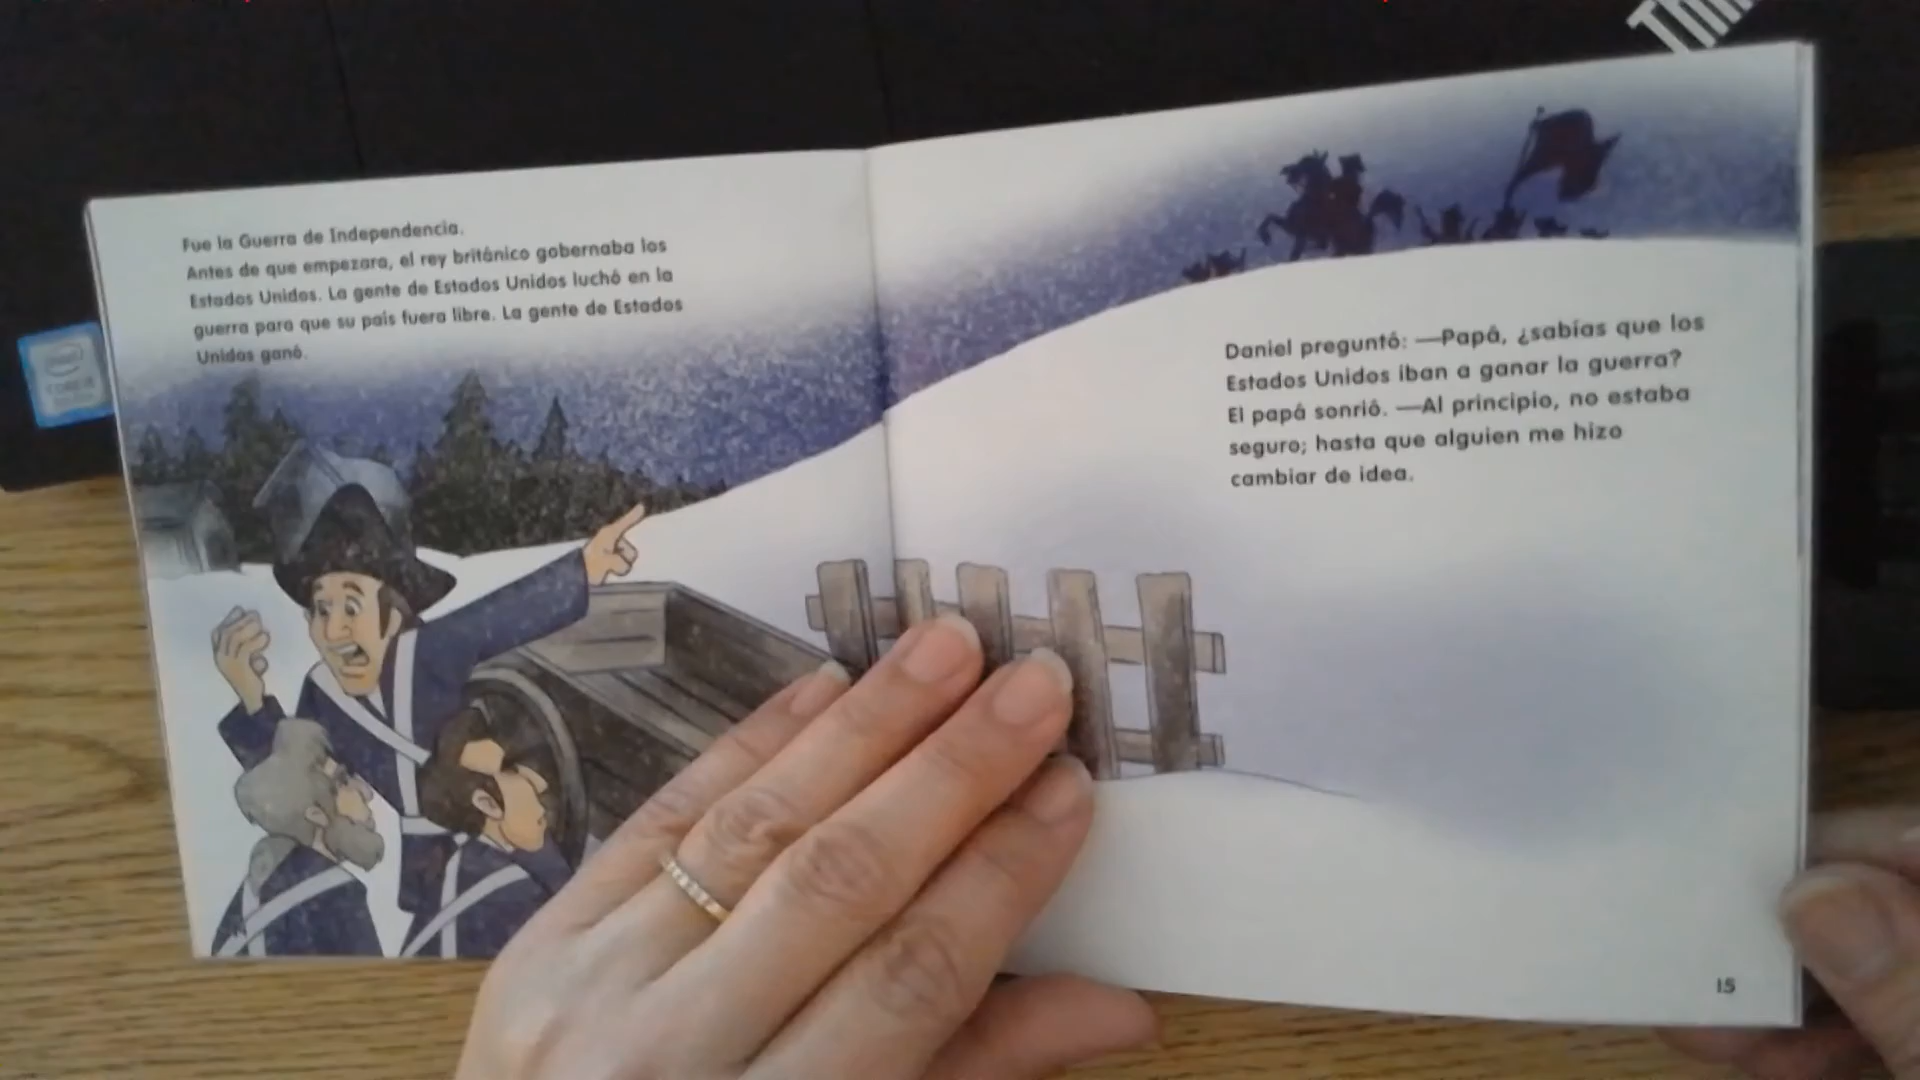 Thin
Fue la Guerra de Independencia.
Antes de que empezara, el rey británico gobernaba los
Estados Unidos. La gente de Estados Unidos luchó en la
guerra para que su país fuera libre. La gente de Estados
Unidos ganó.
Daniel preguntó: —Papá, ¿sabías que los
Estados Unidos iban a ganar la guerra?
El papá sonrió. —Al principio, no estaba
seguro; hasta que alguien me hizo
cambiar de idea.
15